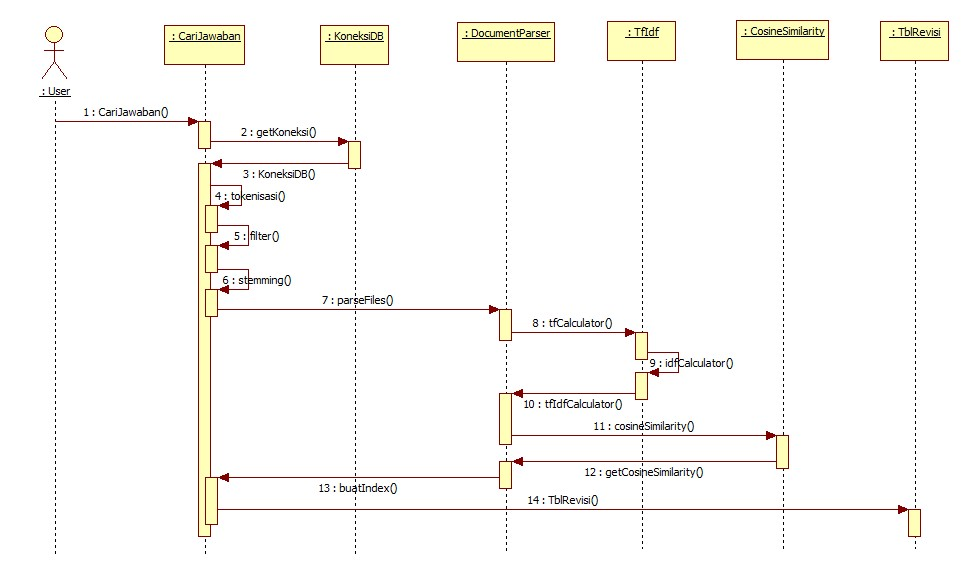 : CariJawaban
: KoneksiDB
: DocumentParser
: TfIdf
: CosineSimilarity
: TblRevisi
: User
1 : CariJawaban()
2 : getKoneksi()
3 : KoneksiDB()
4 : tokenisasi()
5 : filter()
6 : stemming()
7 : parseFiles()
8 : tfCalculator()
9 : idfCalculator()
10 : tfIdfCalculator()
11 : cosineSimilarity()
12 : getCosineSimilarity()
13 : buatIndex()
14 : TblRevisi()